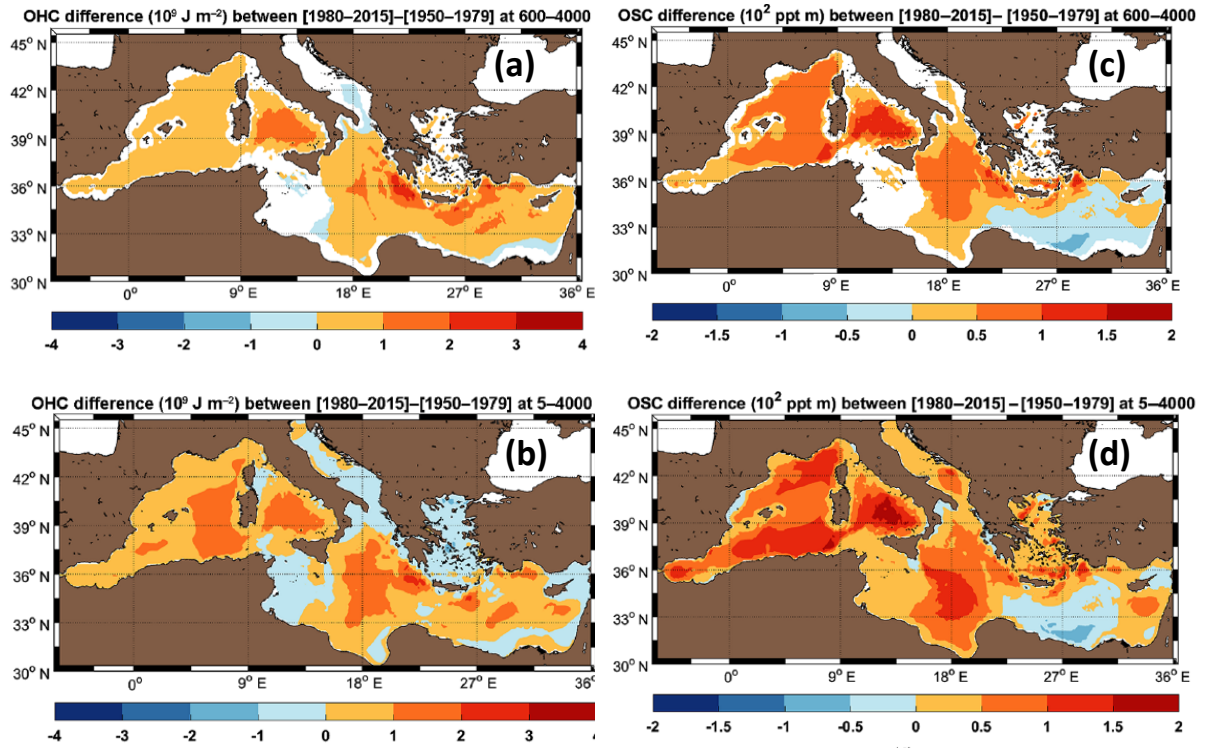 OHC difference (10⁹ J m⁻²) between [1980–2015]–[1950–1979] at 600–4000
45° N
42° N
39° N
36° N
33° N
30° N
0° 9° E 18° E 27° E 36° E
(a)
-4 -3 -2 -1 0 1 2 3 4
OSC difference (10² ppt m) between [1980–2015]– [1950–1979] at 600–4000
45° N
42° N
39° N
36° N
33° N
30° N
0° 9° E 18° E 27° E 36° E
(c)
-2 -1.5 -1 -0.5 0 0.5 1 1.5 2
OHC difference (10⁹ J m⁻²) between [1980–2015]–[1950–1979] at 5–4000
45° N
42° N
39° N
36° N
33° N
30° N
0° 9° E 18° E 27° E 36°
(b)
-4 -3 -2 -1 0 1 2 3
OSC difference (10² ppt m) between [1980–2015] –[1950–1979] at 5–4000
45° N
42° N
39° N
36° N
33° N
30° N
0° 9° E 18° E 27° E 36° E
(d)
-2 -1.5 -1 -0.5 0 0.5 1 1.5 2